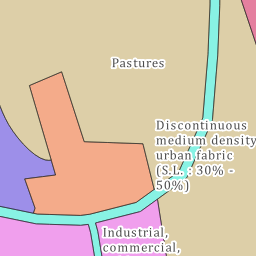 Pastures
Discontinuous
medium density
urban fabric
(S.L. : 30% -
50%)
Industrial,
commercial,